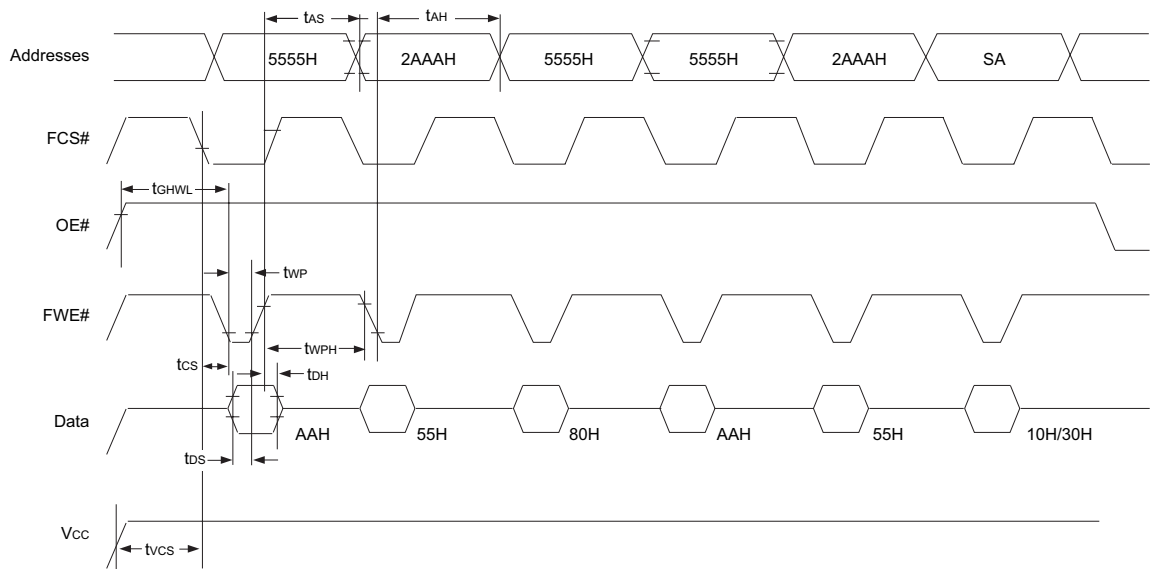 tAS
tAH
Addresses
5555H 2AAAH 5555H 5555H 2AAAH SA
FCS#
tGHWL
OE#
tWP
FWE#
tWPH
tCS
tDH
Data
AAH 55H 80H AAH 55H 10H/30H
tDS
VCC
tVCS